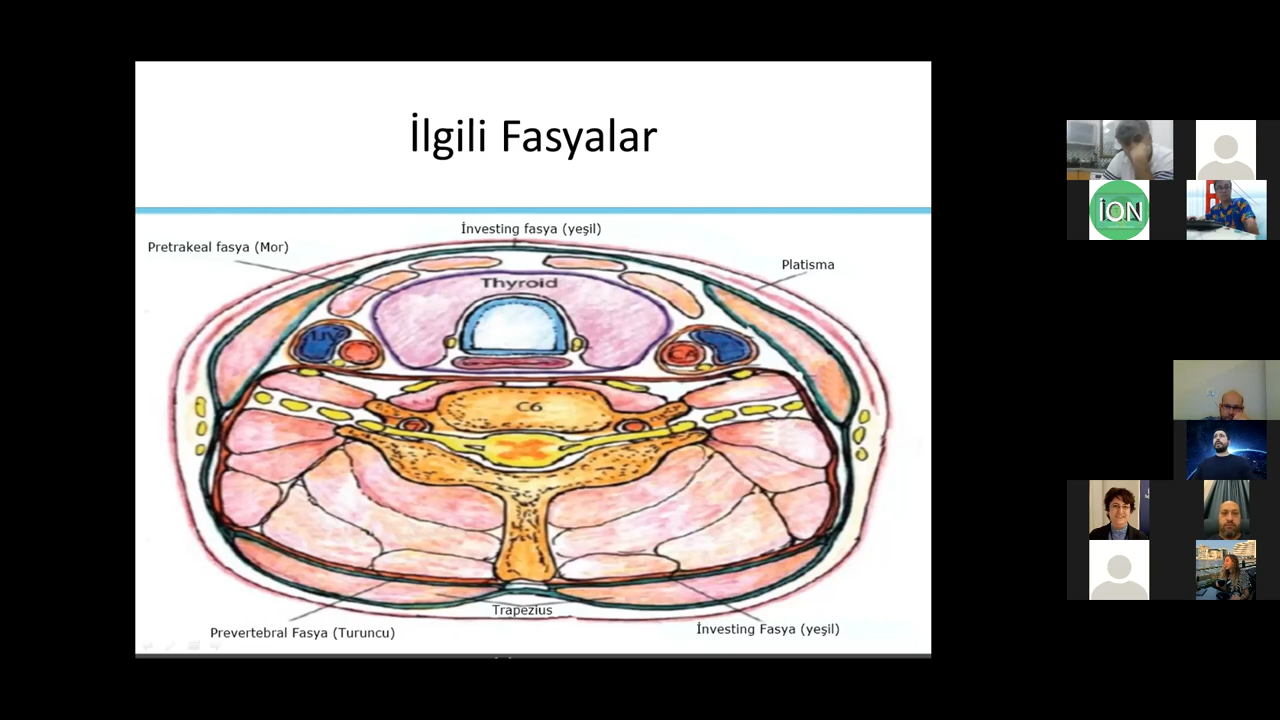 İlgili Fasyalar
İnvesting fasya (yeşil)
Pretrakeal fasya (Mor)
Platisma
Thyroid
C6
Trapezius
Prevertebral Fasya (Turuncu)
İnvesting Fasya (yeşil)
İON